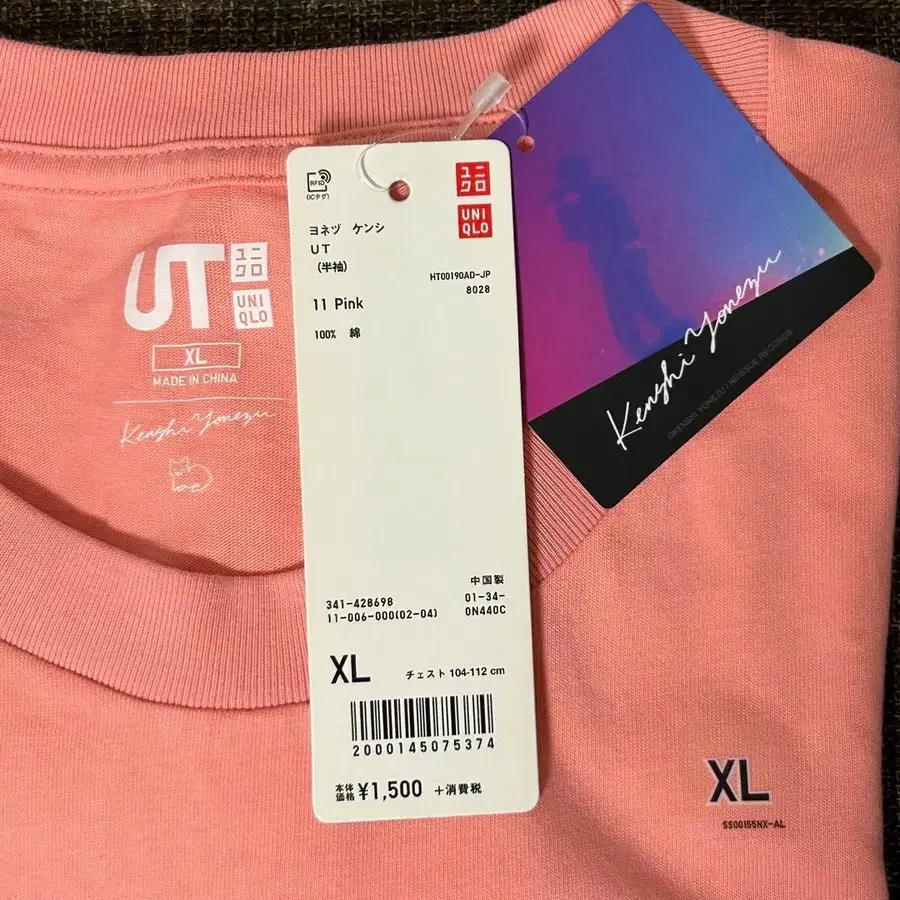 UT
ユニ
クロ
UNI
QLO
XL
MADE IN CHINA
Kenshi Yonezu
RFID
(ICタグ)
ユニ
クロ
UNI
QLO
ヨネヅ ケンシ
UT
(半袖)
HT00190AD-JP
8028
11 Pink
100% 綿
中国製
341-428698
01-34-
11-006-000(02-04)
0N440C
XL
チェスト 104-112 cm
2000145075374
本体
価格 ¥1,500 +消費税
Kenshi Yonezu
©KENSHI YONEZU / REISSUE RECORDS
XL
SS00155NX-AL